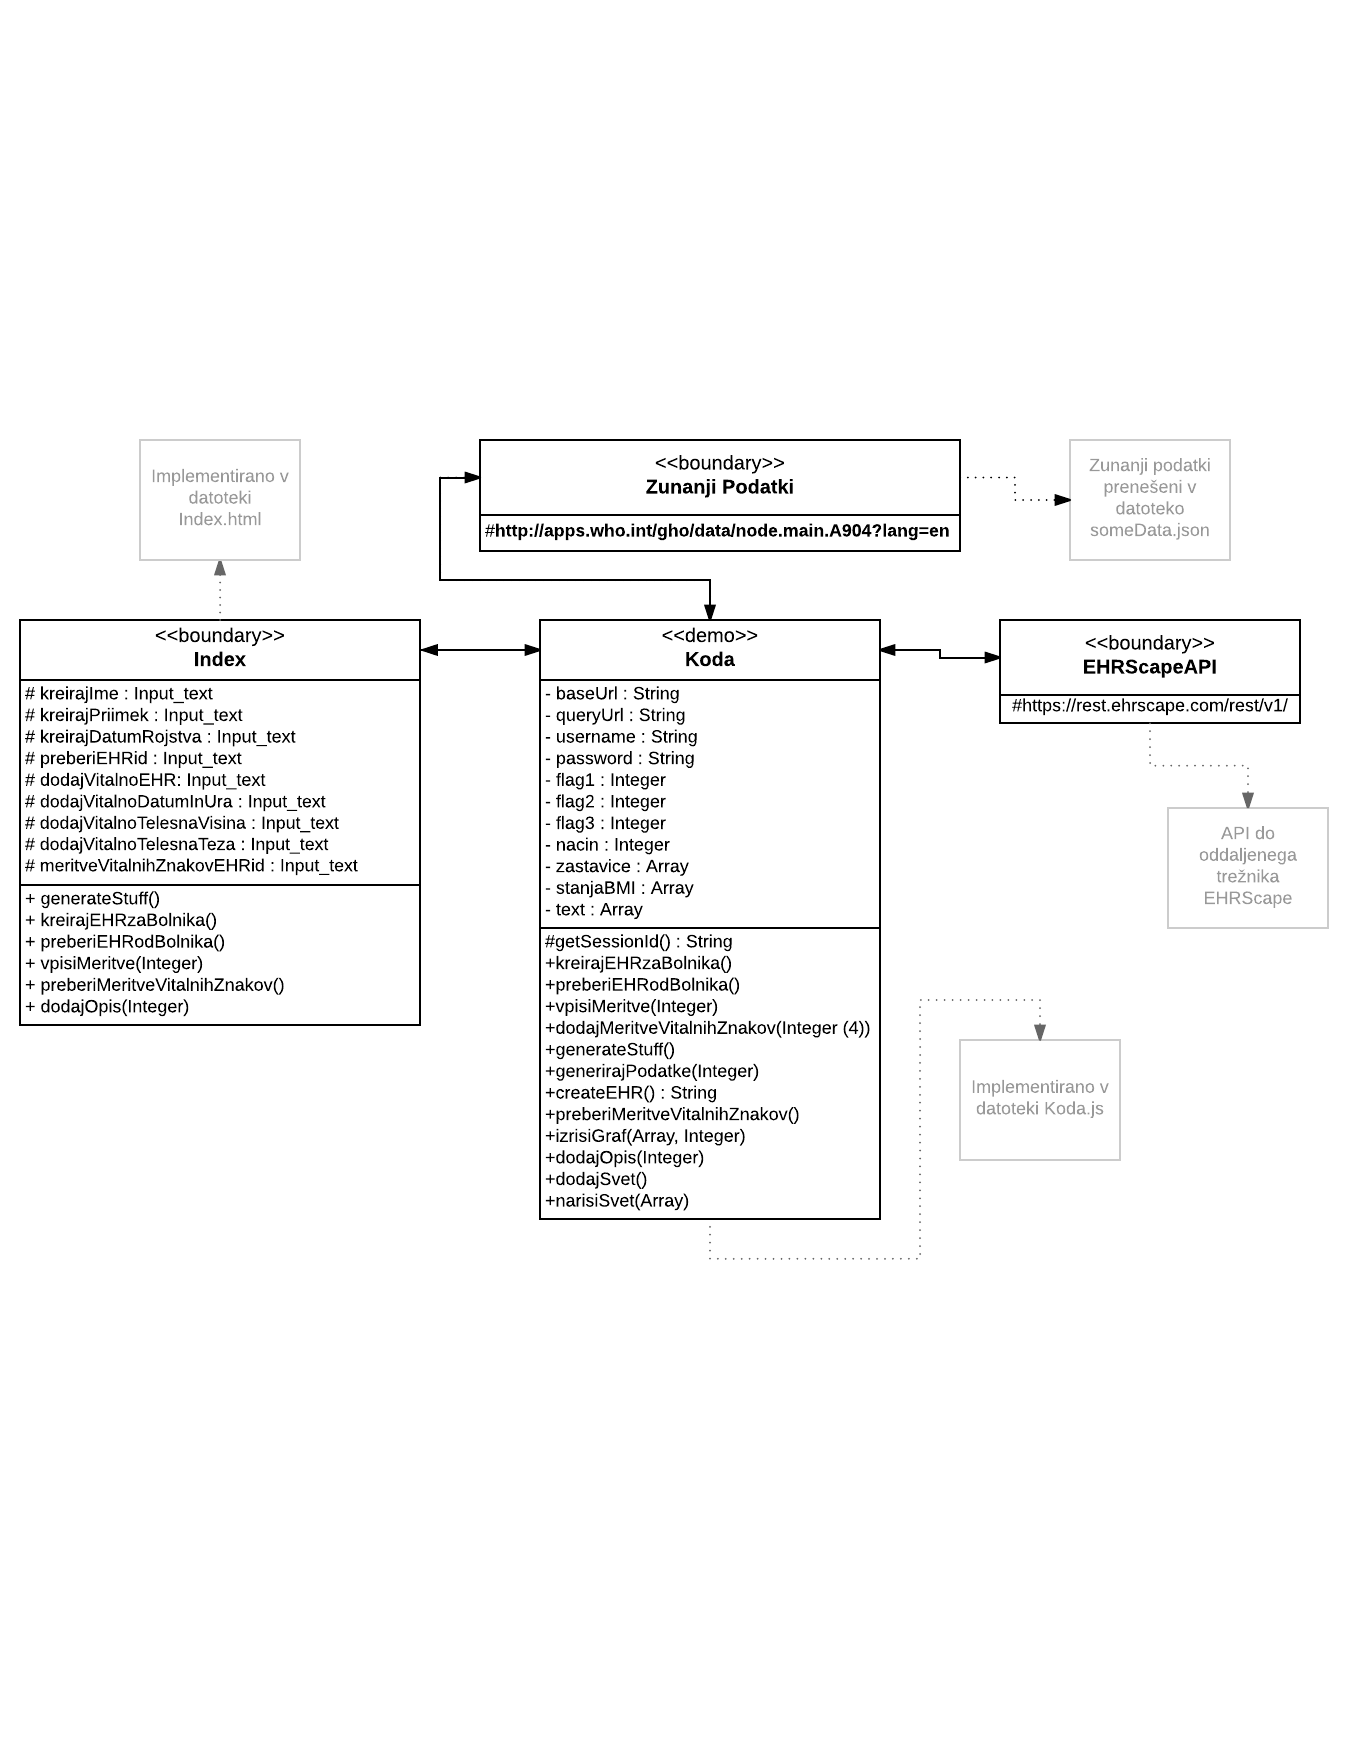 Implementirano v
datoteki
Index.html
<<boundary>>
Zunanji Podatki
#http://apps.who.int/gho/data/node.main.A904?lang=en
Zunanji podatki
prenešeni v
datoteko
someData.json
<<boundary>>
Index
# kreirajIme : Input_text
# kreirajPriimek : Input_text
# kreirajDatumRojstva : Input_text
# preberiEHRid : Input_text
# dodajVitalnoEHR: Input_text
# dodajVitalnoDatumInUra : Input_text
# dodajVitalnoTelesnaVisina : Input_text
# dodajVitalnoTelesnaTeza : Input_text
# meritveVitalnihZnakovEHRid : Input_text
+ generateStuff()
+ kreirajEHRzaBolnika()
+ preberiEHRodBolnika()
+ vpisiMeritve(Integer)
+ preberiMeritveVitalnihZnakov()
+ dodajOpis(Integer)
<<demo>>
Koda
- baseUrl : String
- queryUrl : String
- username : String
- password : String
- flag1 : Integer
- flag2 : Integer
- flag3 : Integer
- nacin : Integer
- zastavice : Array
- stanjaBMI : Array
- text : Array
#getSessionId() : String
+kreirajEHRzaBolnika()
+preberiEHRodBolnika()
+vpisiMeritve(Integer)
+dodajMeritveVitalnihZnakov(Integer (4))
+generateStuff()
+generirajPodatke(Integer)
+createEHR() : String
+preberiMeritveVitalnihZnakov()
+izrisiGraf(Array, Integer)
+dodajOpis(Integer)
+dodajSvet()
+narisiSvet(Array)
<<boundary>>
EHRScapeAPI
#https://rest.ehrscape.com/rest/v1/
API do
oddaljenega
trežnika
EHRScape
Implementirano v
datoteki Koda.js